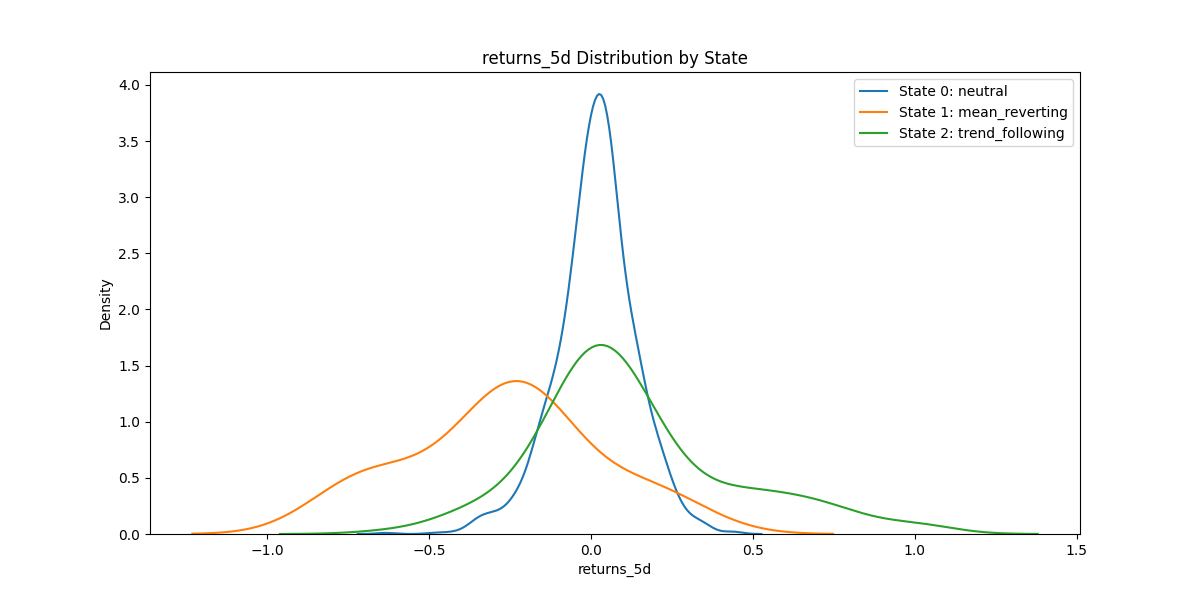 returns_5d Distribution by State
State 0: neutral
State 1: mean_reverting
State 2: trend_following
Density
4.0
3.5
3.0
2.5
2.0
1.5
1.0
0.5
0.0
−1.0 −0.5 0.0 0.5 1.0 1.5
returns_5d